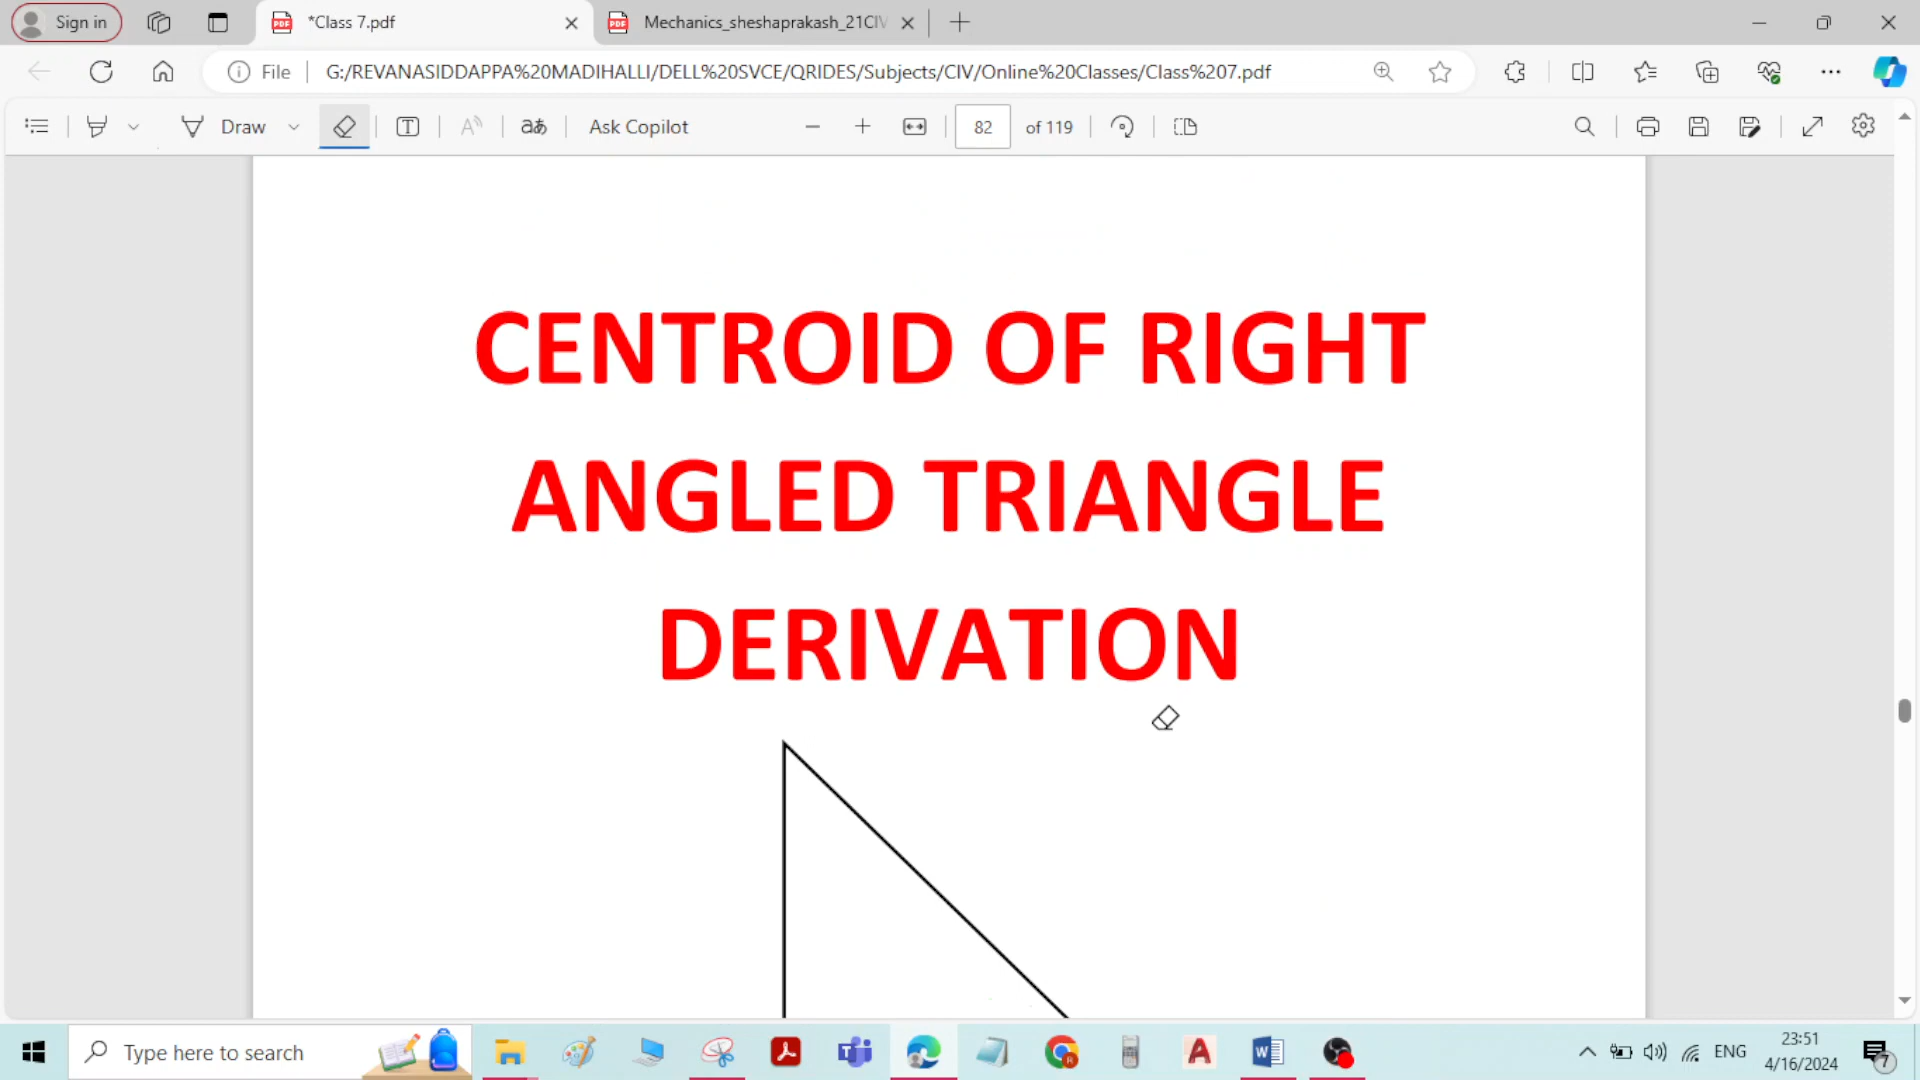 Sign in
*Class 7.pdf
Mechanics_sheshaprakash_21CIV
File
G:/REVANASIDDAPPA%20MADIHALLI/DELL%20SVCE/QRIDES/Subjects/CIV/Online%20Classes/Class%207.pdf
Draw
Ask Copilot
82
of 119
CENTROID OF RIGHT
ANGLED TRIANGLE
DERIVATION
Type here to search
ENG
23:51
4/16/2024
7